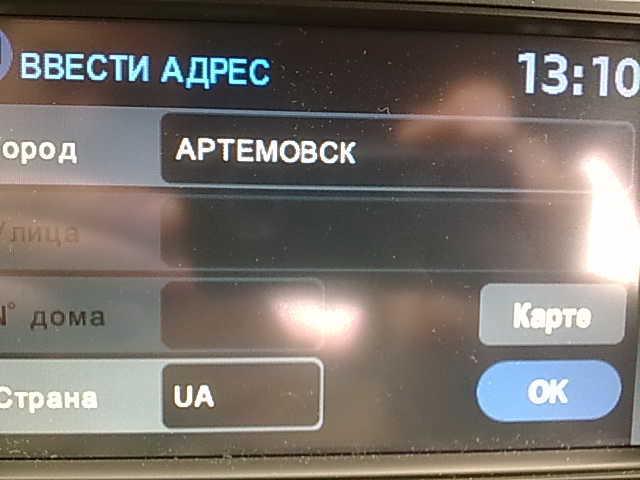 ВВЕСТИ АДРЕС
13:10
ород
АРТЕМОВСК
Улица
N° дома
Карте
Страна
UA
OK